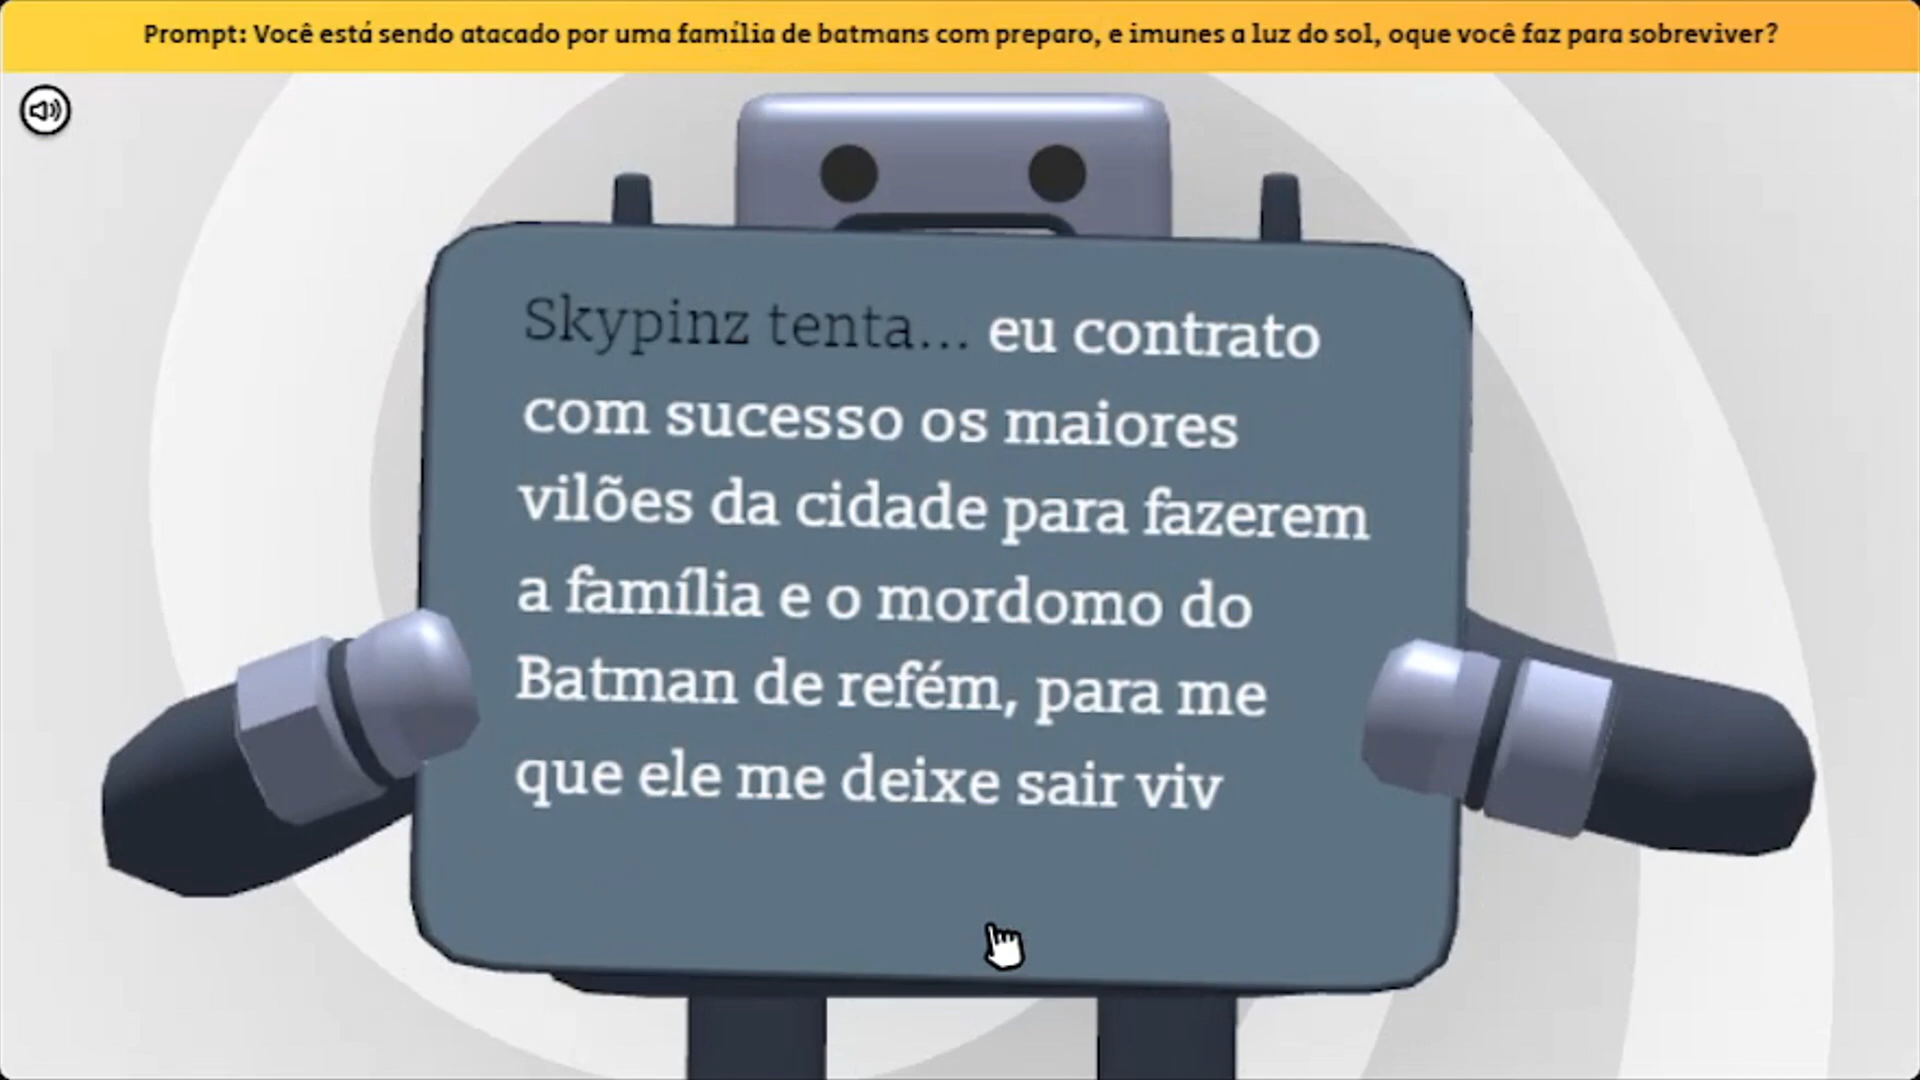 Prompt: Você está sendo atacado por uma família de batmans com preparo, e imunes a luz do sol, oque você faz para sobreviver?
Skypinz tenta... eu contrato
com sucesso os maiores
vilões da cidade para fazerem
a família e o mordomo do
Batman de refém, para me
que ele me deixe sair viv